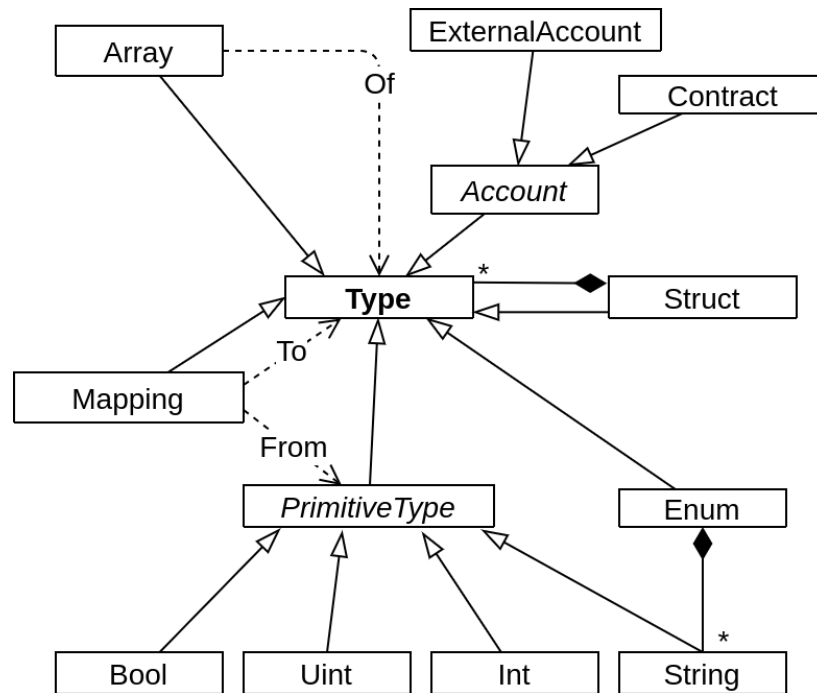 ExternalAccount
Array
Of
Contract
Account
*
Type
Struct
To
Mapping
From
PrimitiveType
Enum
*
Bool
Uint
Int
String